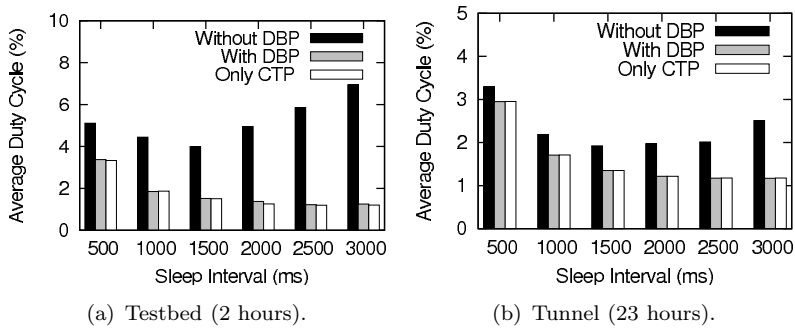 Average Duty Cycle (%)
10
8
6
4
2
0
Without DBP
With DBP
Only CTP
500 1000 1500 2000 2500 3000
Sleep Interval (ms)
(a) Testbed (2 hours).
Average Duty Cycle (%)
5
4
3
2
1
0
Without DBP
With DBP
Only CTP
500 1000 1500 2000 2500 3000
Sleep Interval (ms)
(b) Tunnel (23 hours).